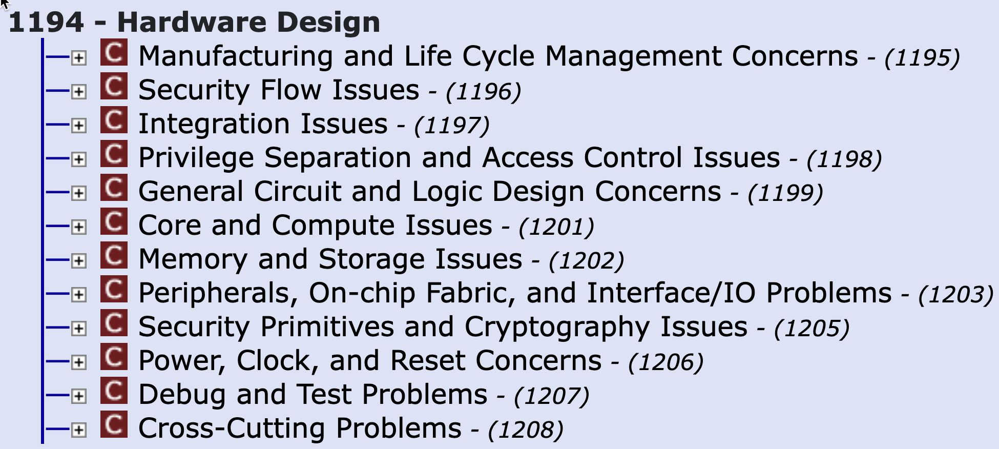 1194 - Hardware Design
C Manufacturing and Life Cycle Management Concerns - (1195)
C Security Flow Issues - (1196)
C Integration Issues - (1197)
C Privilege Separation and Access Control Issues - (1198)
C General Circuit and Logic Design Concerns - (1199)
C Core and Compute Issues - (1201)
C Memory and Storage Issues - (1202)
C Peripherals, On-chip Fabric, and Interface/IO Problems - (1203)
C Security Primitives and Cryptography Issues - (1205)
C Power, Clock, and Reset Concerns - (1206)
C Debug and Test Problems - (1207)
C Cross-Cutting Problems - (1208)